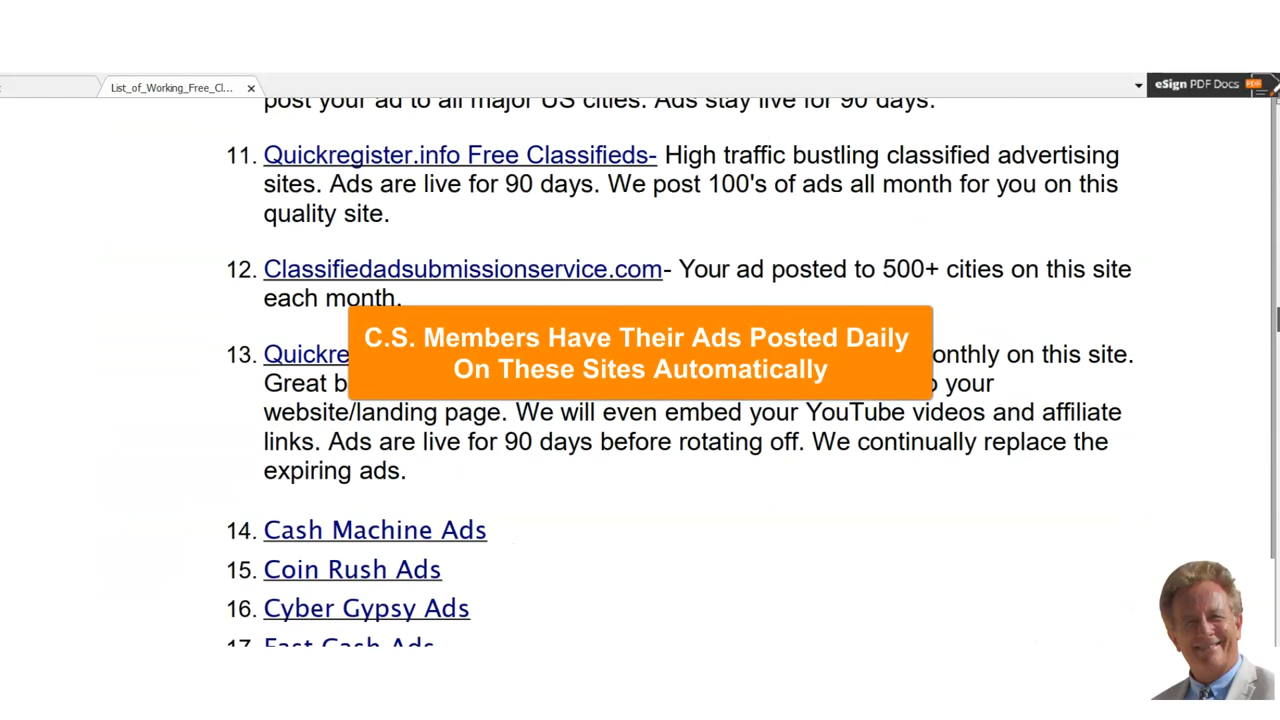 List_of_Working_Free_Cl...
eSign PDF Docs
PDF
post your ad to all major US cities. Ads stay live for 90 days.
11. Quickregister.info Free Classifieds- High traffic bustling classified advertising
sites. Ads are live for 90 days. We post 100's of ads all month for you on this
quality site.
12. Classifiedadsubmissionservice.com- Your ad posted to 500+ cities on this site
each month.
C.S. Members Have Their Ads Posted Daily
On These Sites Automatically
13. on this site.
Great your
website/landing page. We will even embed your YouTube videos and affiliate
links. Ads are live for 90 days before rotating off. We continually replace the
expiring ads.
14. Cash Machine Ads
15. Coin Rush Ads
16. Cyber Gypsy Ads
17. Fast Cash Ads